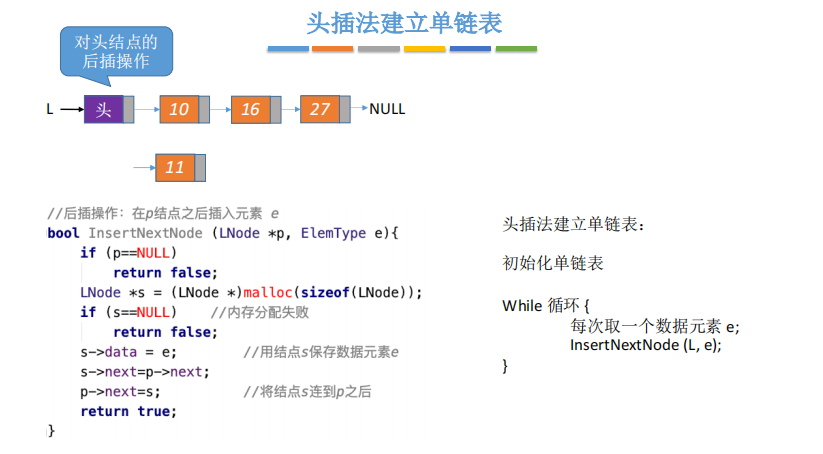 头插法建立单链表
对头结点的
后插操作
L 头 10 16 27 NULL
11
//后插操作：在p结点之后插入元素 e
bool InsertNextNode (LNode *p, ElemType e){
if (p==NULL)
return false;
LNode *s = (LNode *)malloc(sizeof(LNode));
if (s==NULL) //内存分配失败
return false;
s->data = e; //用结点s保存数据元素e
s->next=p->next;
p->next=s; //将结点s连到p之后
return true;
}
头插法建立单链表：
初始化单链表
While 循环 {
每次取一个数据元素 e;
InsertNextNode (L, e);
}